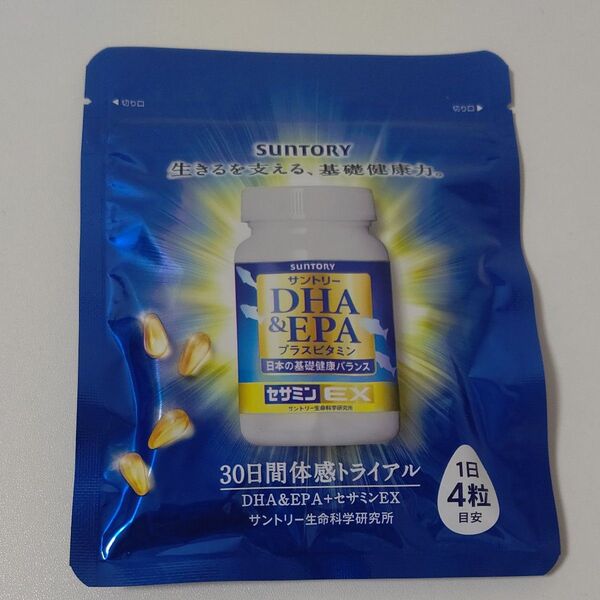 ◀切り口
切り口▶
SUNTORY
生きるを支える、基礎健康力。
SUNTORY
サントリー
DHA
&EPA
プラスビタミン
日本の基礎健康バランス
セサミンEX
サントリー生命科学研究所
30日間体感トライアル
DHA&EPA+セサミンEX
サントリー生命科学研究所
1日
4粒
目安